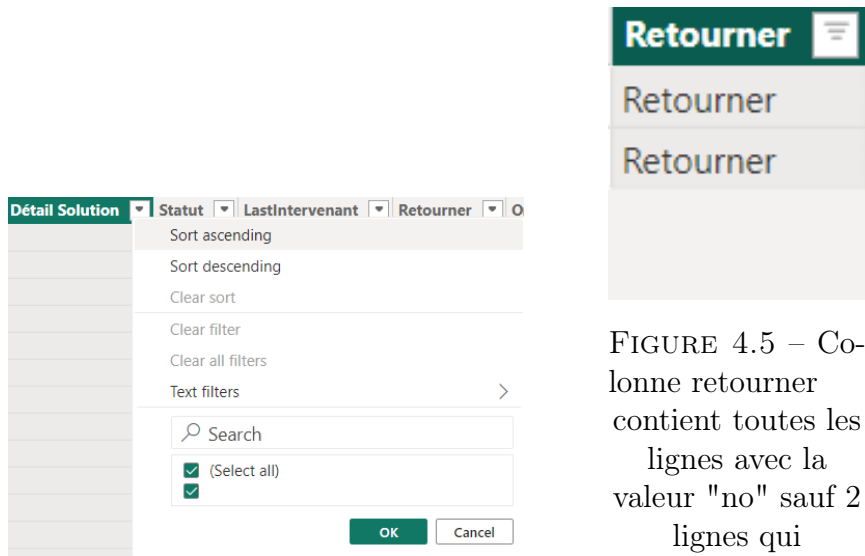 Détail Solution Statut LastIntervenant Retourner
Sort ascending
Sort descending
Clear sort
Clear filter
Clear all filters
Text filters
Search
(Select all)
OK Cancel
Retourner
Retourner
Retourner
FIGURE 4.5 – Co-
lonne retourner
contient toutes les
lignes avec la
valeur "no" sauf 2
lignes qui